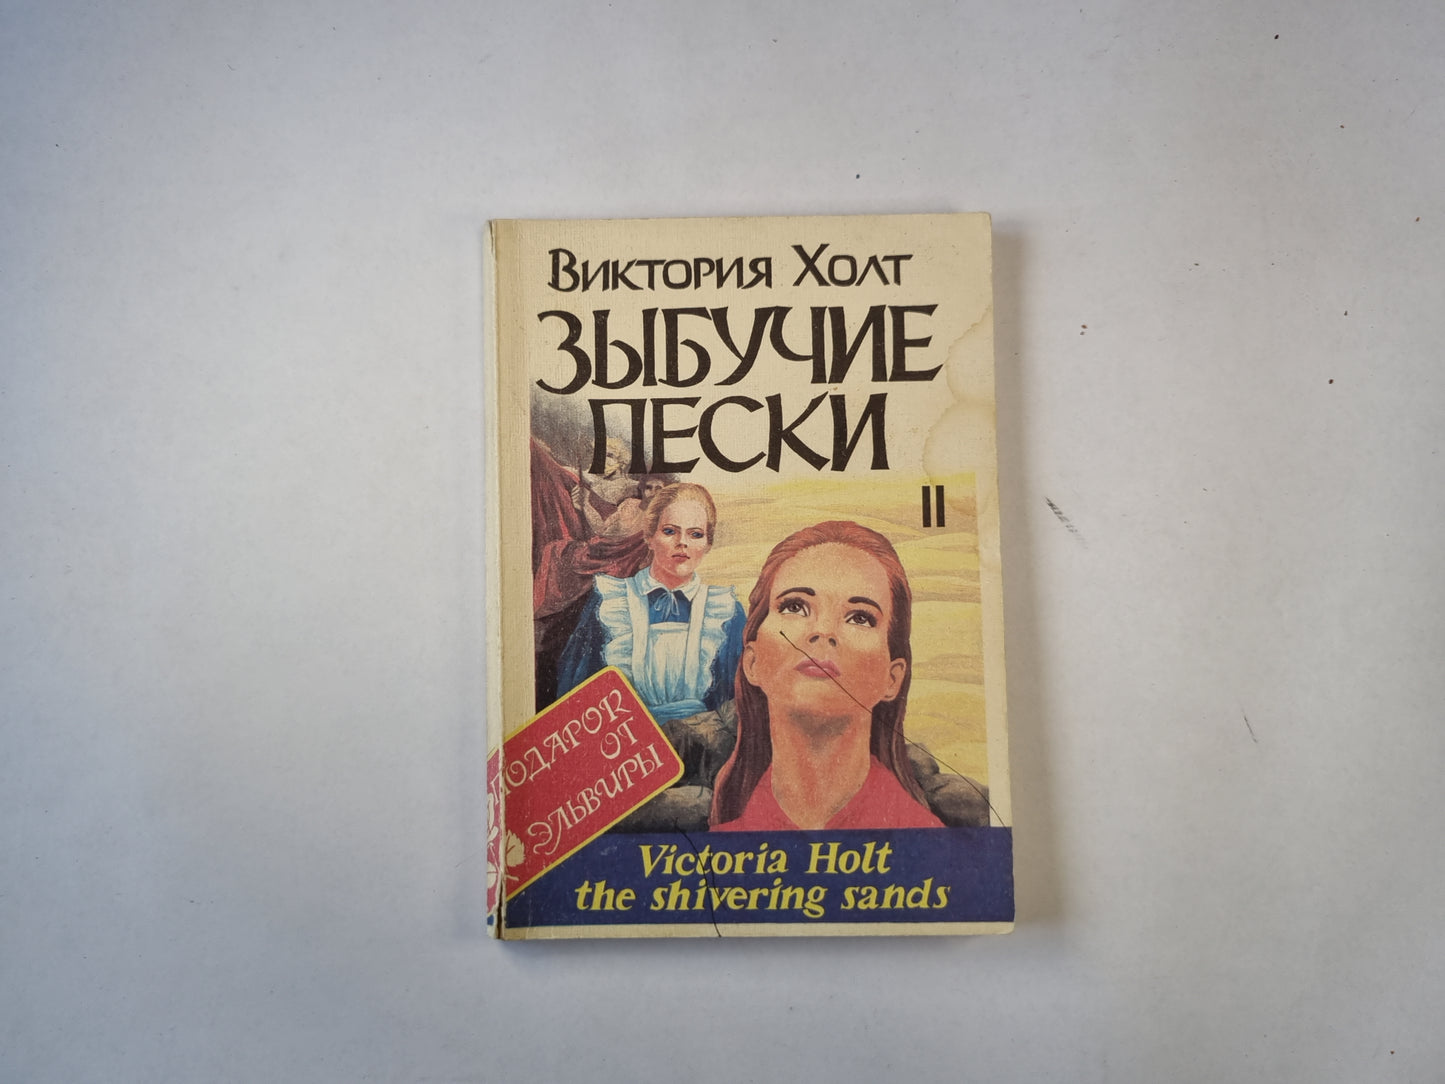 Виктория Холт
Зыбучие
пески
II
Подарок
от
Эльвиры
Victoria Holt
the shivering sands